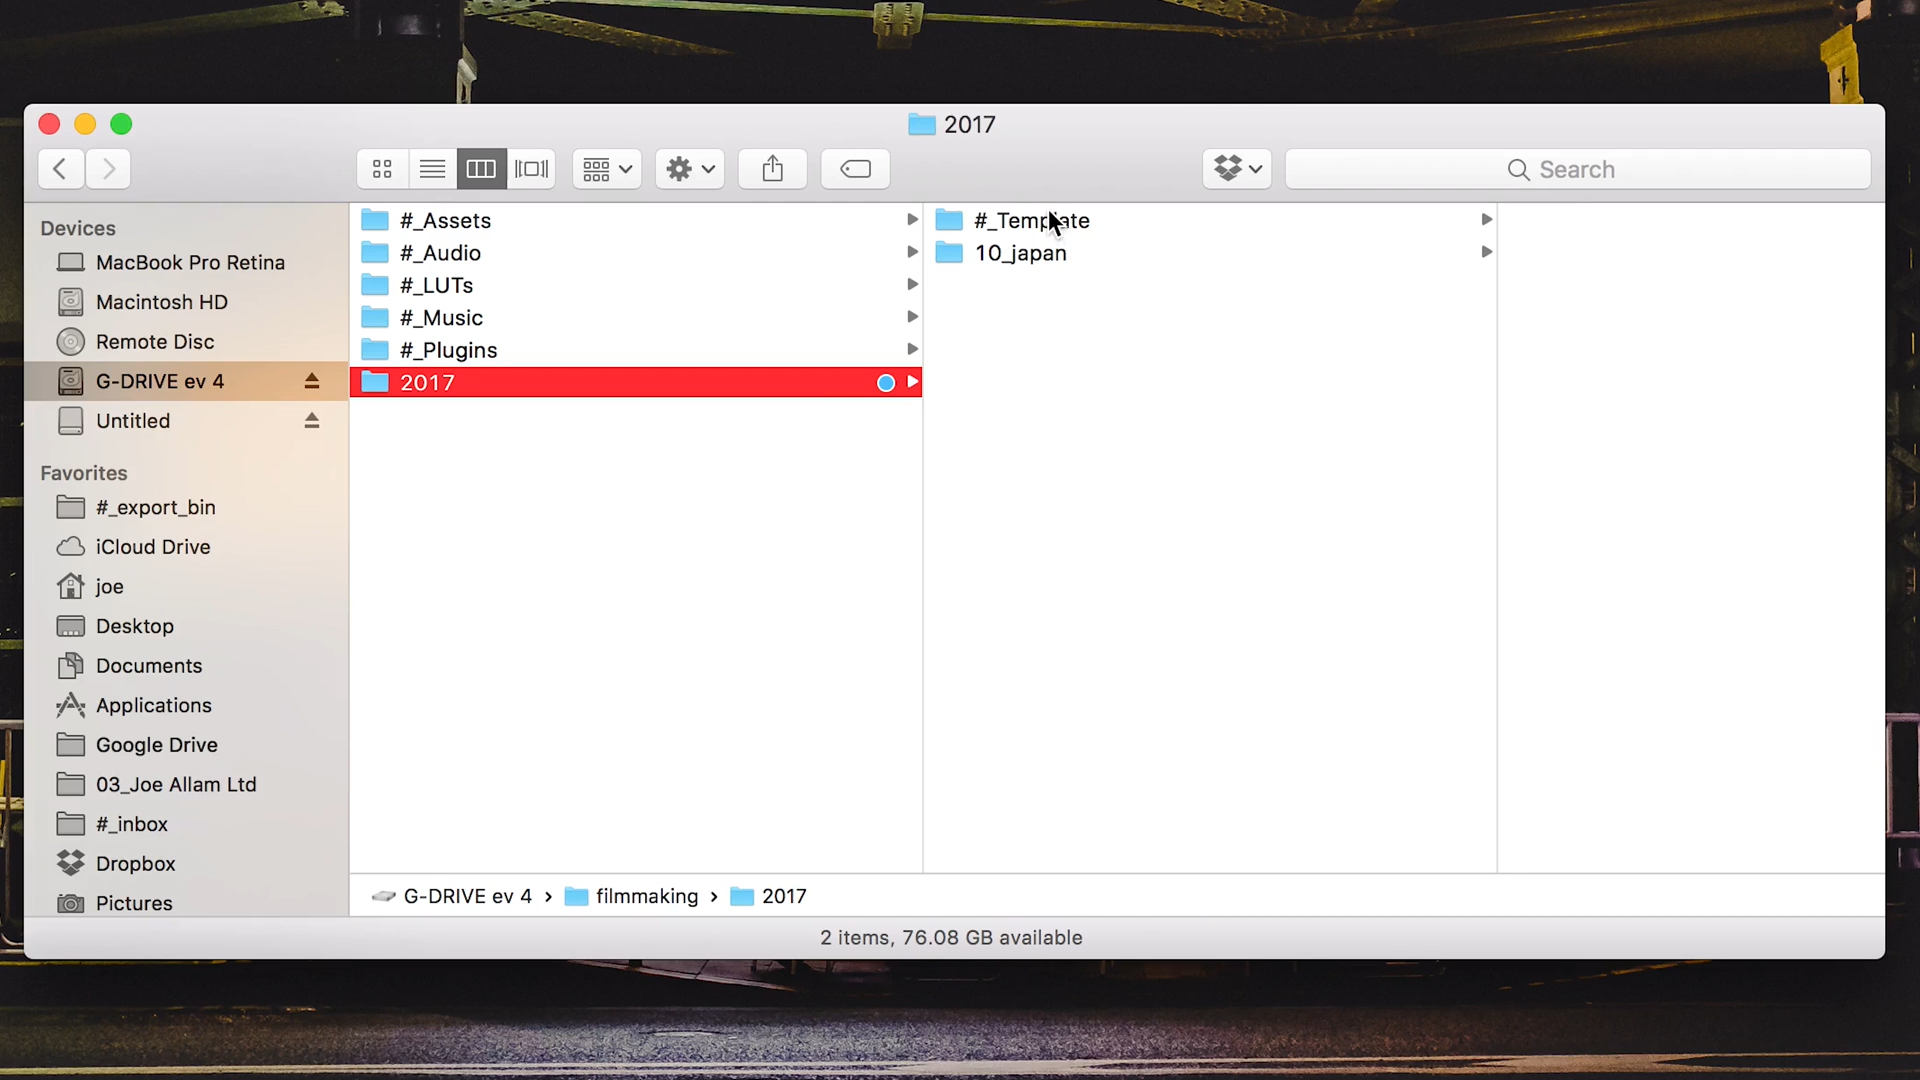 2017
Search
Devices
MacBook Pro Retina
Macintosh HD
Remote Disc
G-DRIVE ev 4
Untitled
Favorites
#_export_bin
iCloud Drive
joe
Desktop
Documents
Applications
Google Drive
03_Joe Allam Ltd
#_inbox
Dropbox
Pictures
#_Assets
#_Audio
#_LUTs
#_Music
#_Plugins
2017
#_Template
10_japan
G-DRIVE ev 4 › filmmaking › 2017
2 items, 76.08 GB available